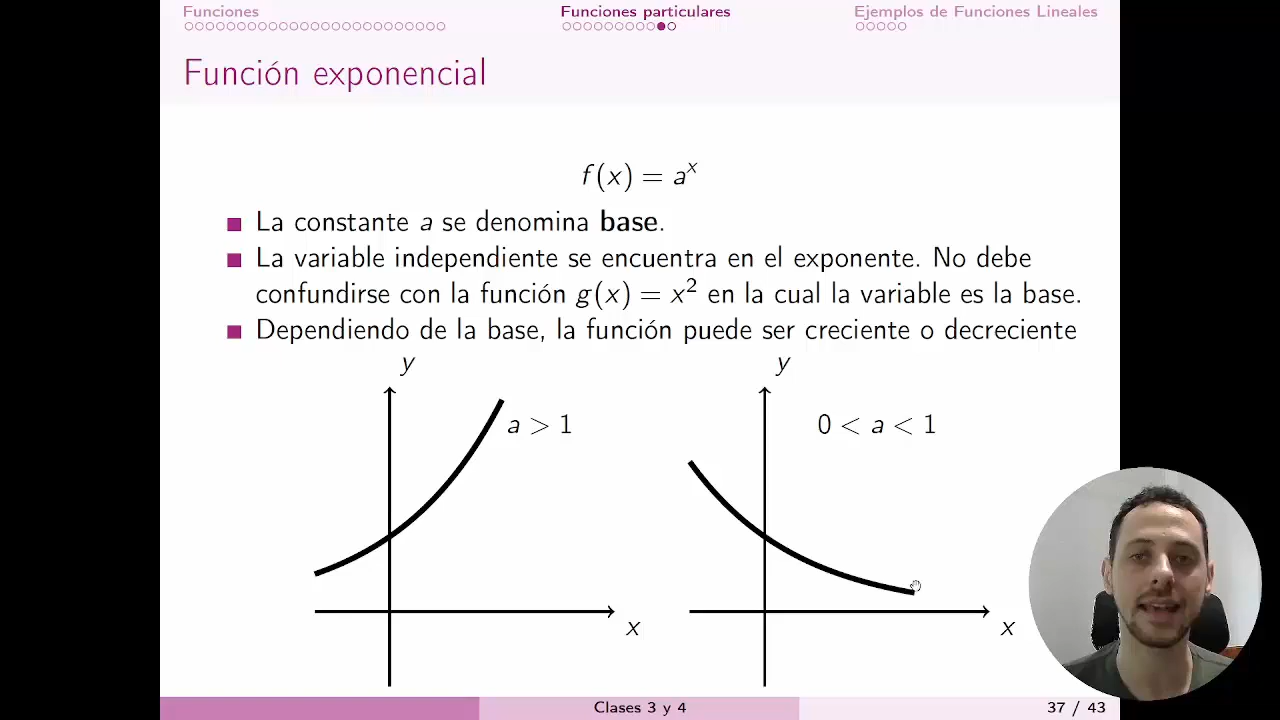 Funciones
Funciones particulares
Ejemplos de Funciones Lineales
Función exponencial
f(x) = aˣ
La constante a se denomina base.
La variable independiente se encuentra en el exponente. No debe
confundirse con la función g(x) = x² en la cual la variable es la base.
Dependiendo de la base, la función puede ser creciente o decreciente
y
a > 1
x
y
0 < a < 1
x
Clases 3 y 4
37 / 43